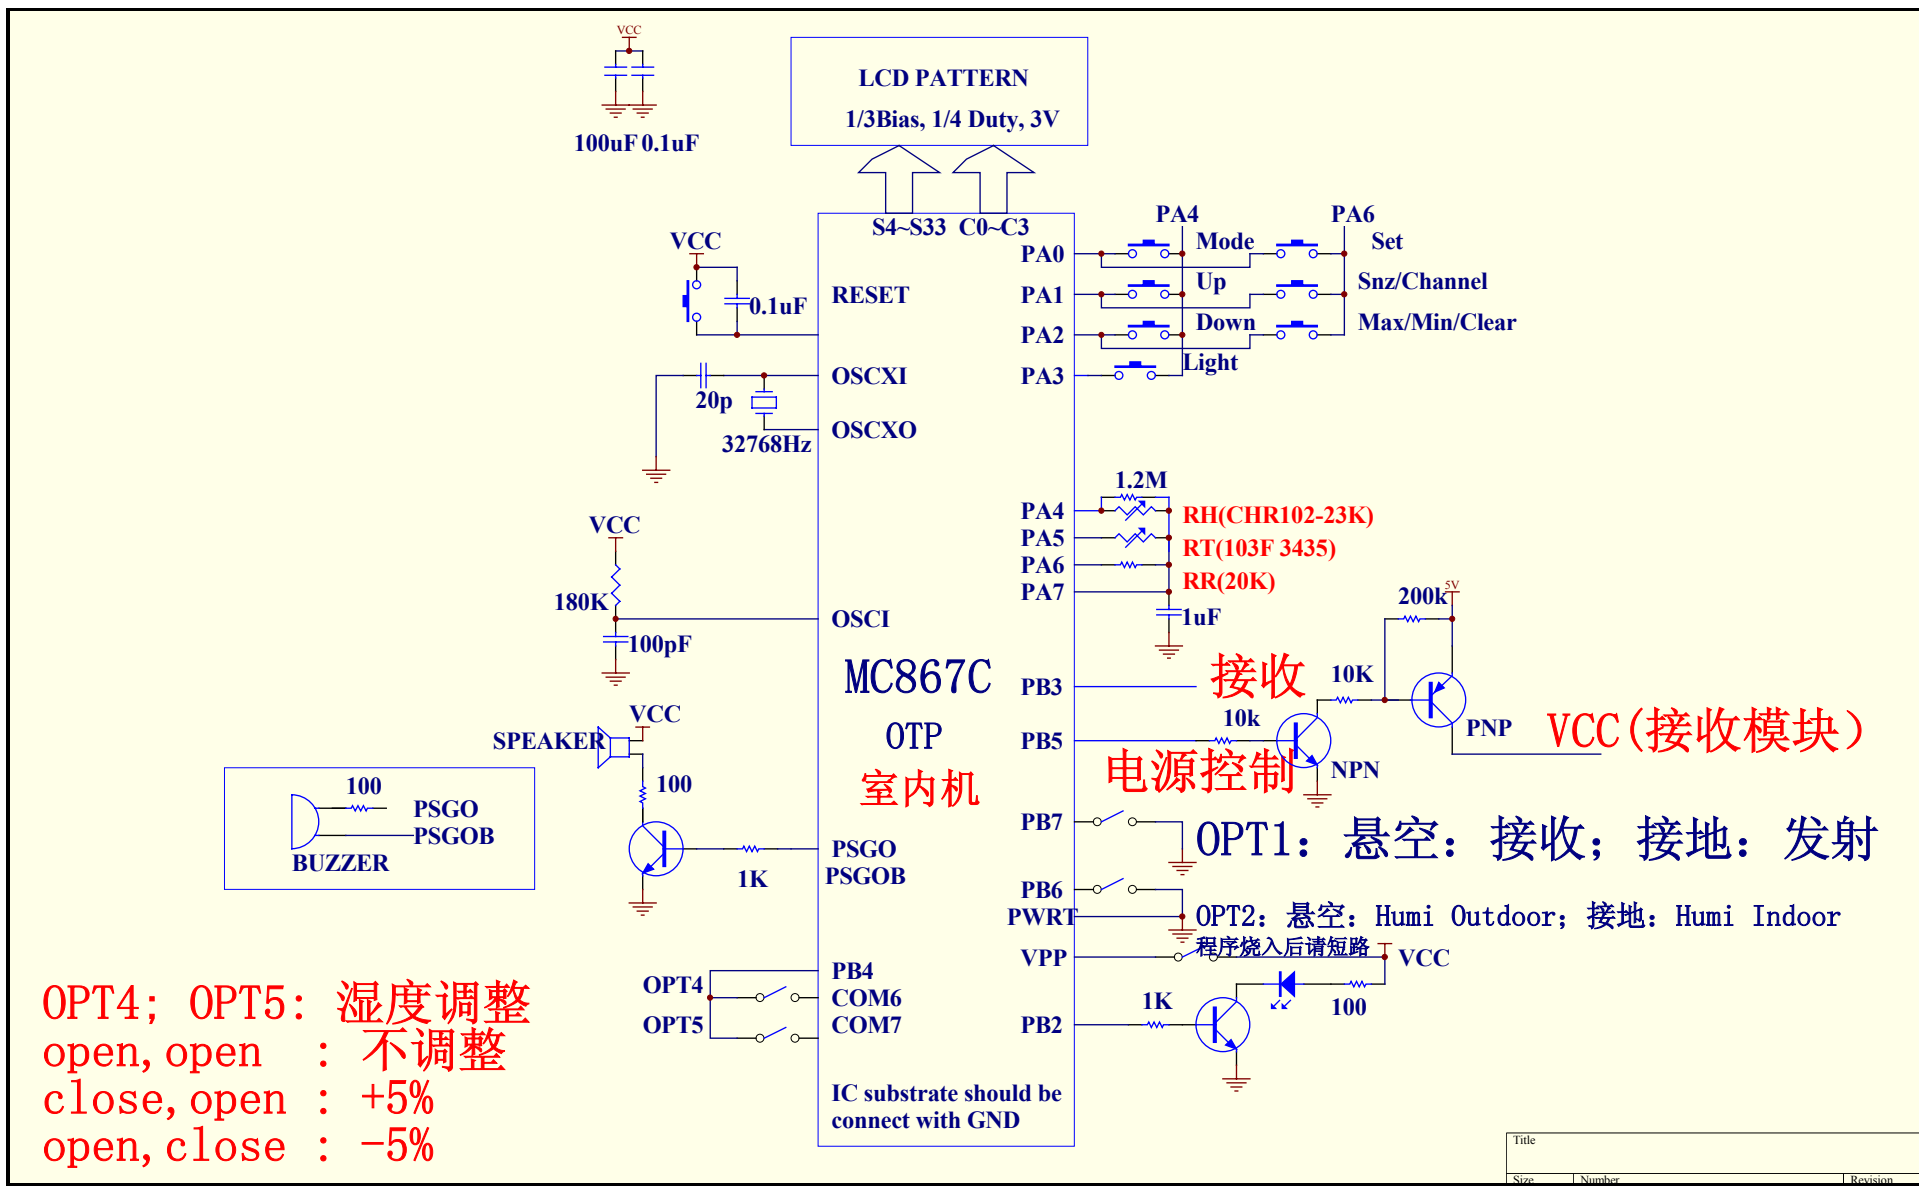 VCC
100uF 0.1uF
LCD PATTERN
1/3Bias, 1/4 Duty, 3V
S4~S33 C0~C3
VCC
0.1uF
RESET
20p
32768Hz
OSCXI
OSCXO
VCC
180K
100pF
OSCI
MC867C
OTP
室内机
VCC
SPEAKER
100
1K
PSGO
PSGOB
100
PSGO
PSGOB
BUZZER
OPT4
OPT5
PB4
COM6
COM7
IC substrate should be
connect with GND
PA4
PA6
PA0
Mode
Set
PA1
Up
Snz/Channel
PA2
Down
Max/Min/Clear
PA3
Light
1.2M
PA4
RH(CHR102-23K)
PA5
RT(103F 3435)
PA6
RR(20K)
PA7
1uF
PB3
接收
PB5
电源控制
10k
NPN
10K
200k
5V
PNP
VCC(接收模块)
PB7
OPT1: 悬空: 接收; 接地: 发射
PB6
PWRT
OPT2: 悬空: Humi Outdoor; 接地: Humi Indoor
程序烧入后请短路
VPP
VCC
PB2
1K
100
OPT4; OPT5: 湿度调整
open,open : 不调整
close,open : +5%
open,close : -5%
Title
Size Number Revision